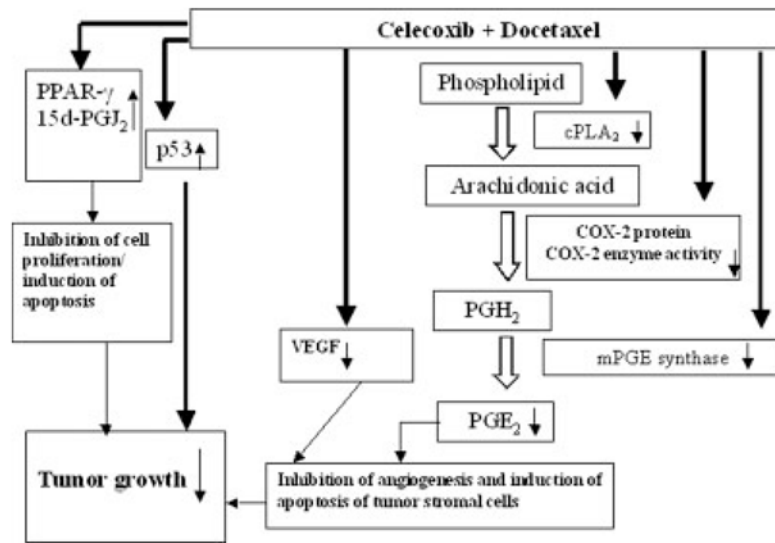 Celecoxib + Docetaxel
PPAR-γ
15d-PGJ₂
p53
Phospholipid
cPLA₂
Arachidonic acid
Inhibition of cell
proliferation/
induction of
apoptosis
COX-2 protein
COX-2 enzyme activity
PGH₂
VEGF
mPGE synthase
PGE₂
Tumor growth
Inhibition of angiogenesis and induction of
apoptosis of tumor stromal cells